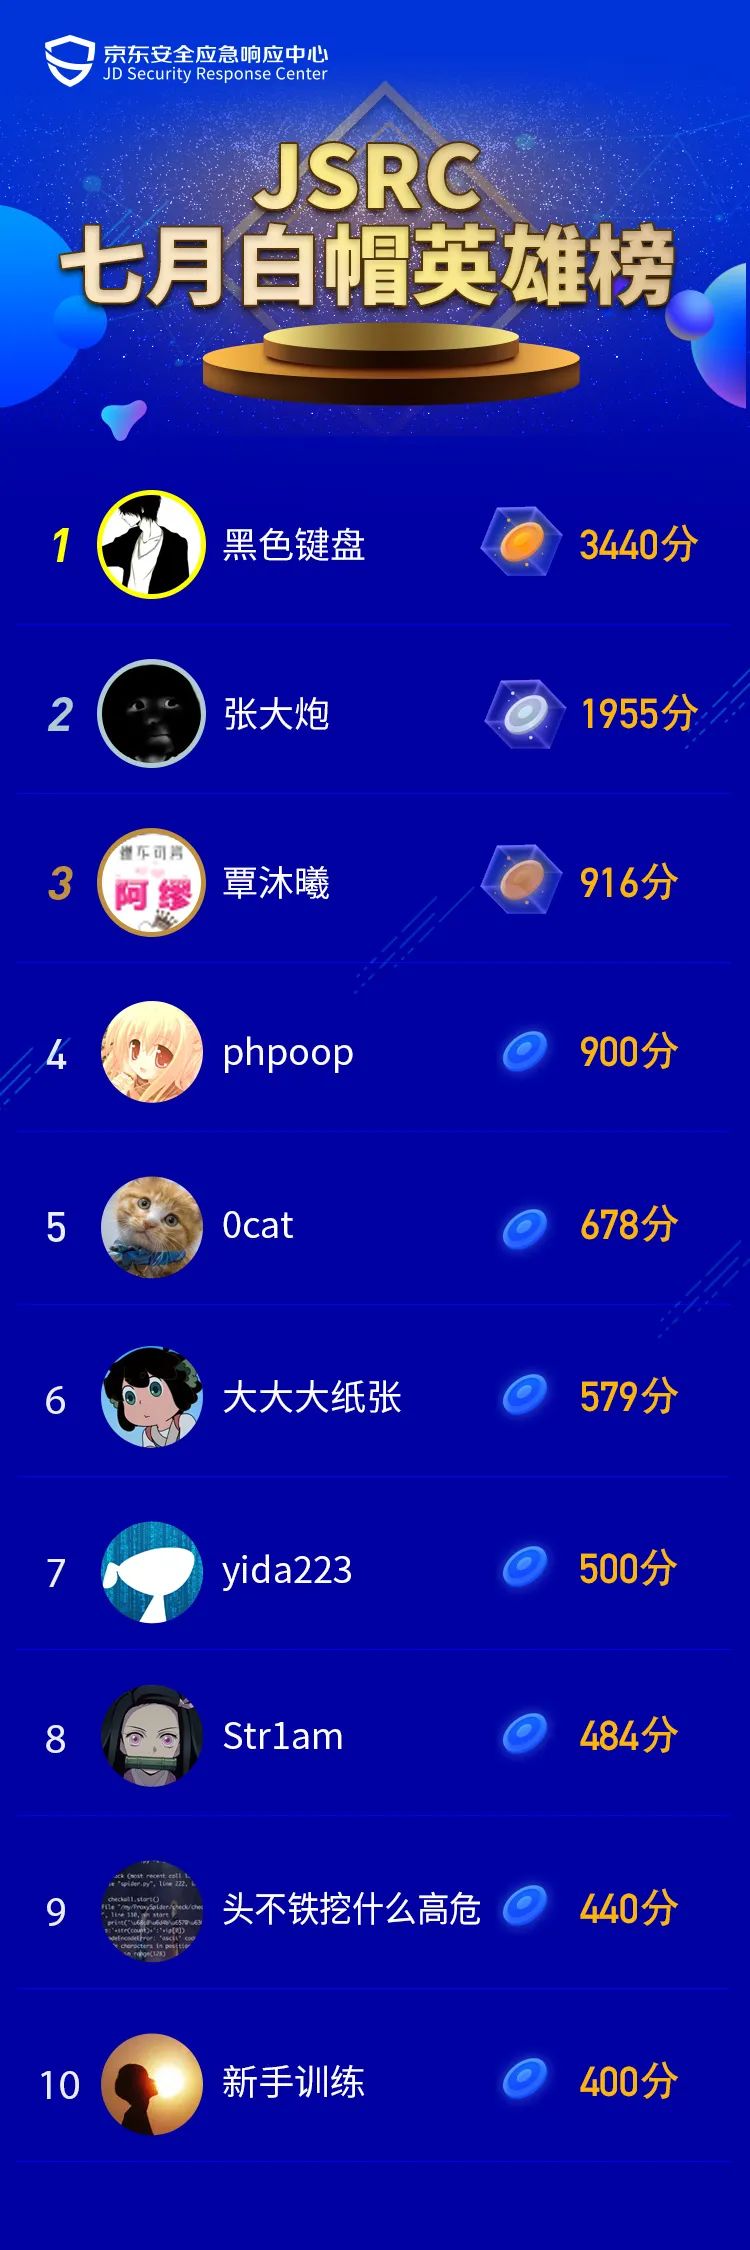 京东安全应急响应中心
JD Security Response Center
JSRC
七月白帽英雄榜
1 黑色键盘 3440分
2 张大炮 1955分
3 覃沐曦 916分
阿缪
4 phpoop 900分
5 0cat 678分
6 大大大纸张 579分
7 yida223 500分
8 Str1am 484分
9 头不铁挖什么高危 440分
10 新手训练 400分